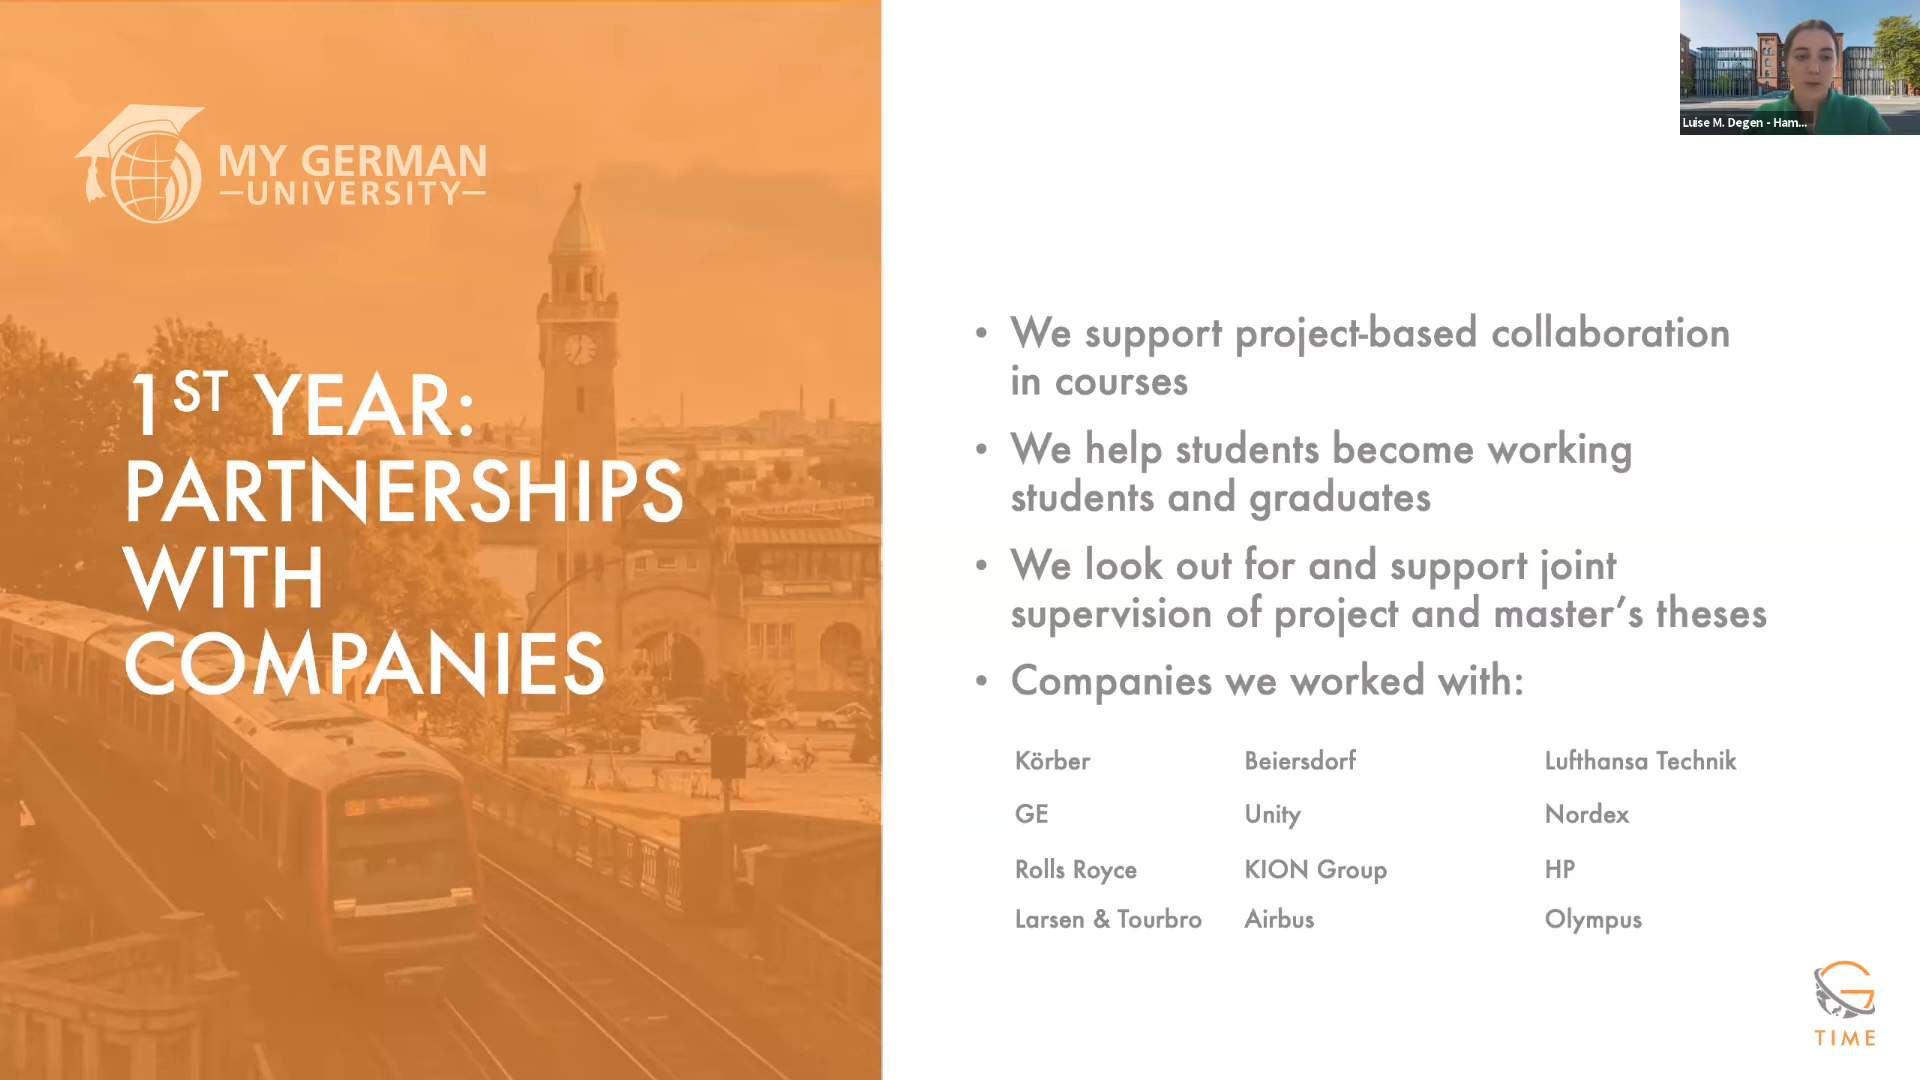 MY GERMAN
UNIVERSITY
1ST YEAR:
PARTNERSHIPS
WITH
COMPANIES
Luise M. Degen - Ham...
• We support project-based collaboration
in courses
• We help students become working
students and graduates
• We look out for and support joint
supervision of project and master’s theses
• Companies we worked with:
Körber Beiersdorf Lufthansa Technik
GE Unity Nordex
Rolls Royce KION Group HP
Larsen & Tourbro Airbus Olympus
G
TIME